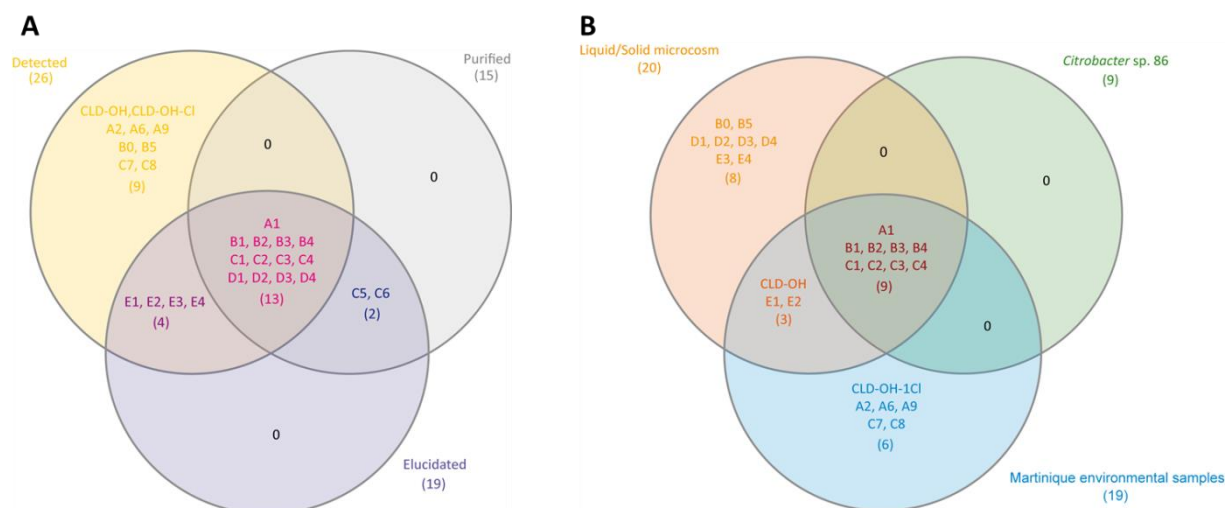 A
Detected
(26)
Purified
(15)
CLD-OH,CLD-OH-Cl
A2, A6, A9
B0, B5
C7, C8
(9)
0
0
A1
B1, B2, B3, B4
C1, C2, C3, C4
D1, D2, D3, D4
(13)
E1, E2, E3, E4
(4)
C5, C6
(2)
0
Elucidated
(19)
B
Liquid/Solid microcosm
(20)
Citrobacter sp. 86
(9)
B0, B5
D1, D2, D3, D4
E3, E4
(8)
0
0
A1
B1, B2, B3, B4
C1, C2, C3, C4
(9)
CLD-OH
E1, E2
(3)
0
CLD-OH-1Cl
A2, A6, A9
C7, C8
(6)
Martinique environmental samples
(19)